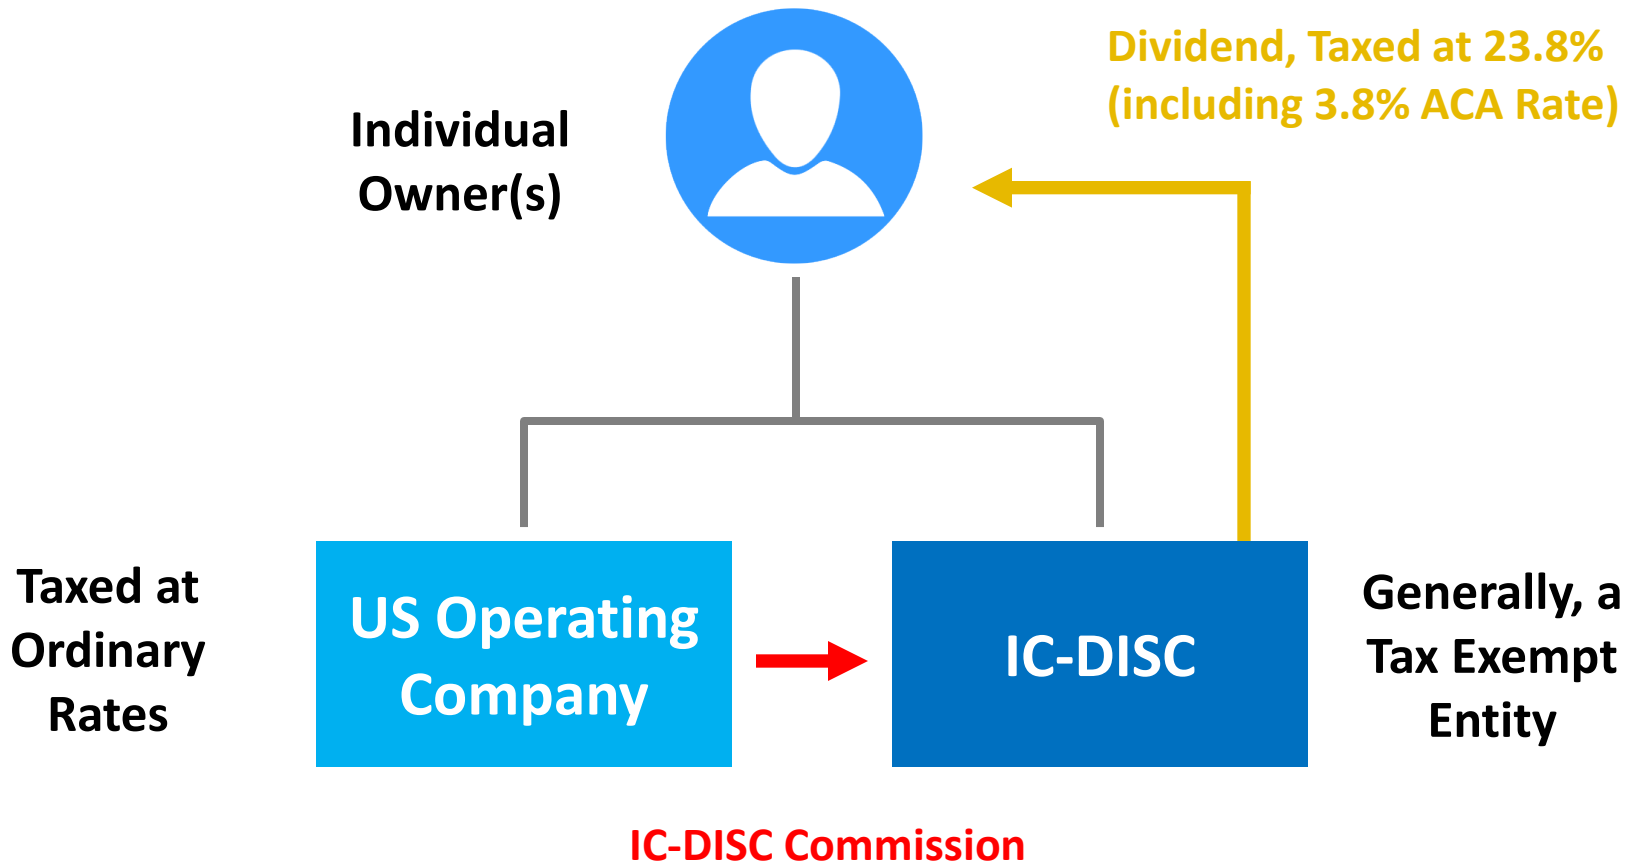 Dividend, Taxed at 23.8%
(including 3.8% ACA Rate)
Individual
Owner(s)
Taxed at
Ordinary
Rates
US Operating
Company
IC-DISC
Generally, a
Tax Exempt
Entity
IC-DISC Commission